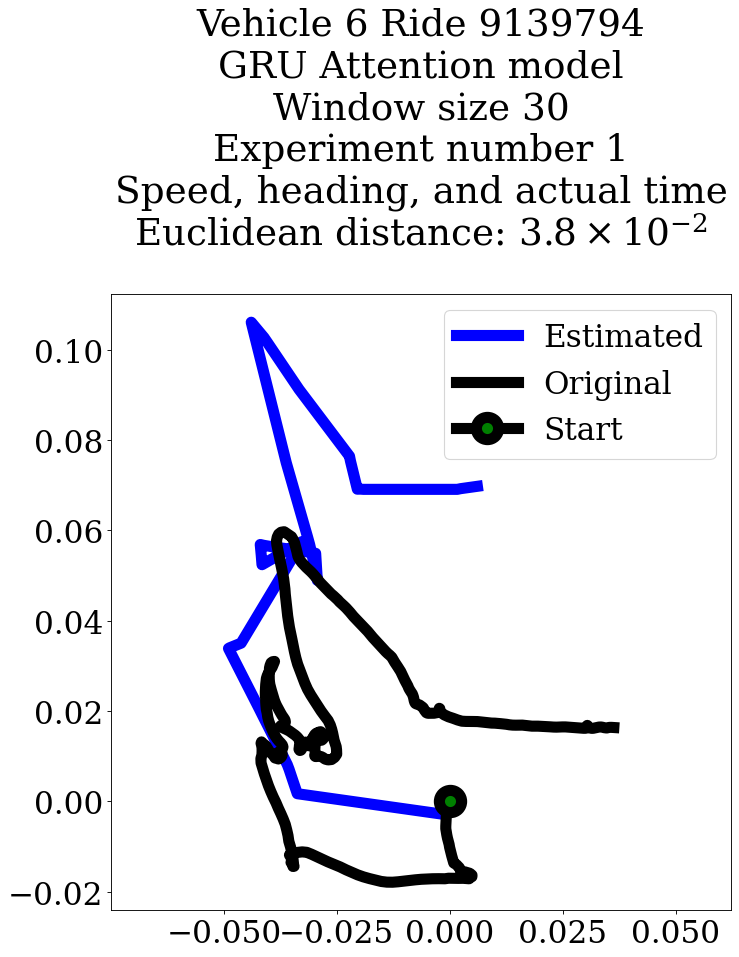 Vehicle 6 Ride 9139794
GRU Attention model
Window size 30
Experiment number 1
Speed, heading, and actual time
Euclidean distance: 3.8 × 10⁻²
Estimated
Original
Start
0.10
0.08
0.06
0.04
0.02
0.00
−0.02
−0.050 −0.025 0.000 0.025 0.050